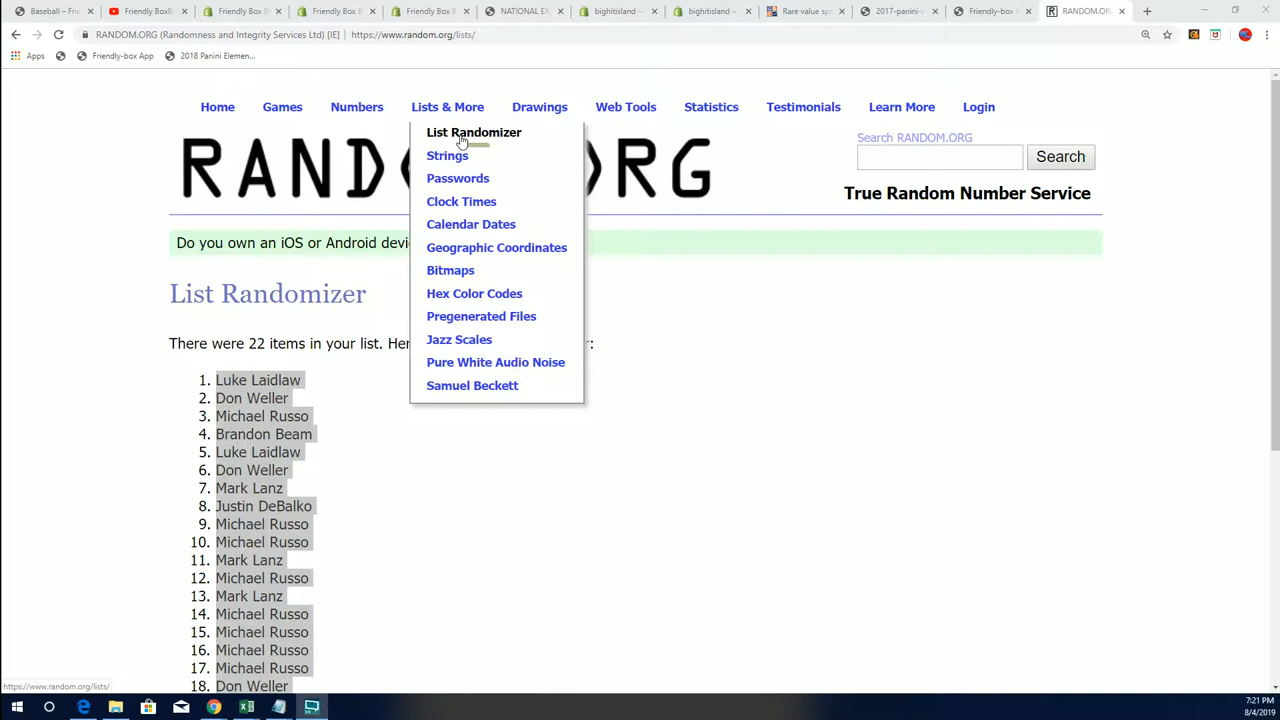 Baseball – Frie
Friendly BoxB
Friendly Box B
Friendly Box B
Friendly Box B
NATIONAL EX
bighitisland –
bighitisland –
Rare value spo
2017-panini-c
Friendly-box A
RANDOM.OR
RANDOM.ORG (Randomness and Integrity Services Ltd) [IE] | https://www.random.org/lists/
Apps
Friendly-box App
2018 Panini Elemen...
Home Games Numbers Lists & More Drawings Web Tools Statistics Testimonials Learn More Login
List Randomizer
Strings
Passwords
Clock Times
Calendar Dates
Geographic Coordinates
Bitmaps
Hex Color Codes
Pregenerated Files
Jazz Scales
Pure White Audio Noise
Samuel Beckett
RAND RG
Search RANDOM.ORG
Search
True Random Number Service
Do you own an iOS or Android devi
List Randomizer
There were 22 items in your list. Her :
1. Luke Laidlaw
2. Don Weller
3. Michael Russo
4. Brandon Beam
5. Luke Laidlaw
6. Don Weller
7. Mark Lanz
8. Justin DeBalko
9. Michael Russo
10. Michael Russo
11. Mark Lanz
12. Michael Russo
13. Mark Lanz
14. Michael Russo
15. Michael Russo
16. Michael Russo
17. Michael Russo
18. Don Weller
https://www.random.org/lists/
7:21 PM
8/4/2019